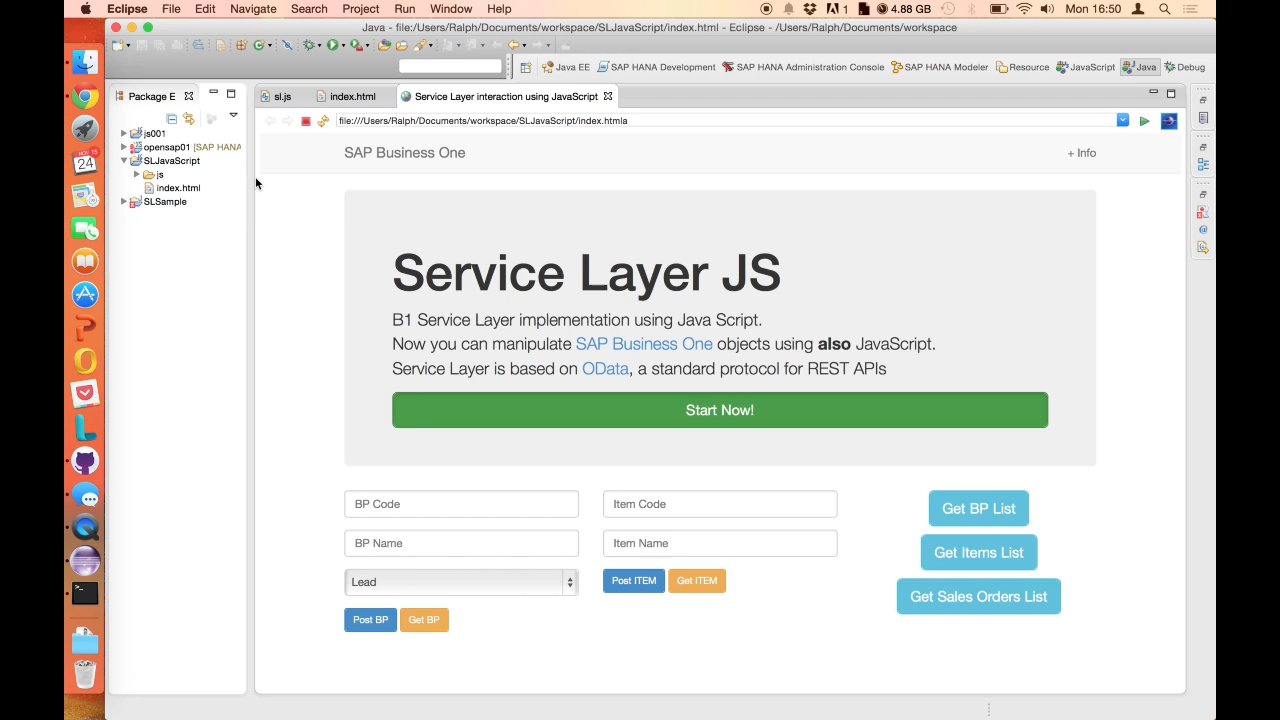 Eclipse File Edit Navigate Search Project Run Window Help
1 4.88 GB Mon 16:50
Java - file:/Users/Ralph/Documents/workspace/SLJavaScript/index.html - Eclipse - /Users/Ralph/Documents/workspace
Java EE SAP HANA Development SAP HANA Administration Console SAP HANA Modeler Resource JavaScript Java Debug
Package E
sl.js index.html Service Layer interaction using JavaScript
file:///Users/Ralph/Documents/workspace/SLJavaScript/index.htmla
js001
opensap01 [SAP HANA
SLJavaScript
js
index.html
SLSample
24
SAP Business One + Info
Service Layer JS
B1 Service Layer implementation using Java Script.
Now you can manipulate SAP Business One objects using also JavaScript.
Service Layer is based on OData, a standard protocol for REST APIs
Start Now!
BP Code
BP Name
Lead
Post BP Get BP
Item Code
Item Name
Post ITEM Get ITEM
Get BP List
Get Items List
Get Sales Orders List